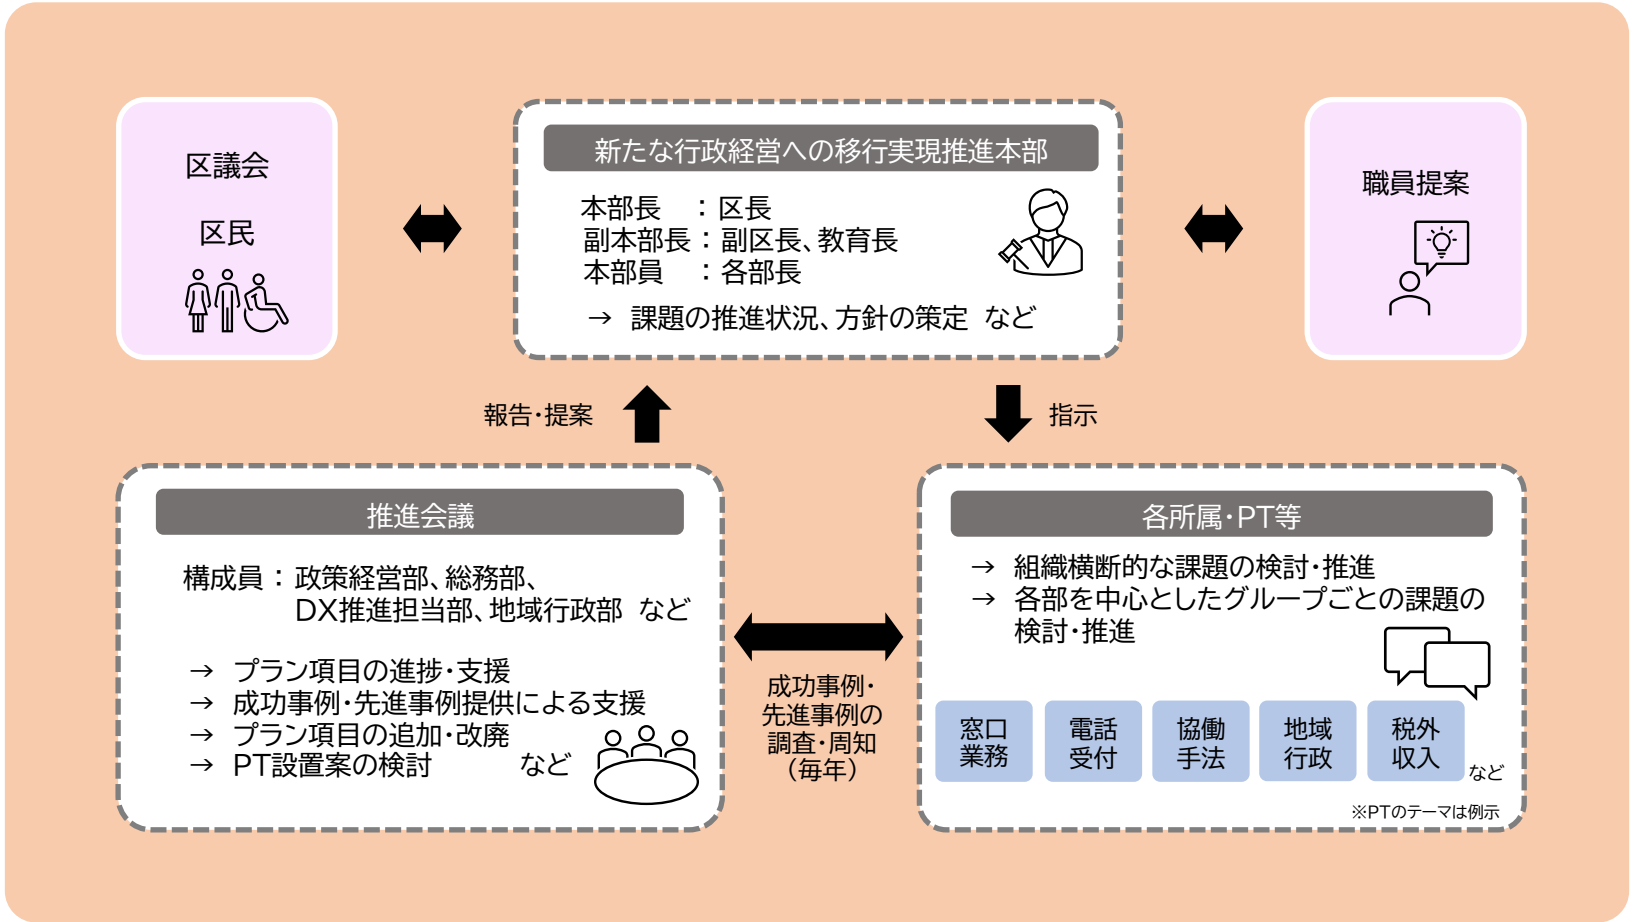 区議会
区民
新たな行政経営への移行実現推進本部
本部長　：区長
副本部長：副区長、教育長
本部員　：各部長
→ 課題の推進状況、方針の策定 など
職員提案
報告・提案
指示
推進会議
構成員：政策経営部、総務部、
DX推進担当部、地域行政部 など
→ プラン項目の進捗・支援
→ 成功事例・先進事例提供による支援
→ プラン項目の追加・改廃
→ PT設置案の検討　　　など
成功事例・
先進事例の
調査・周知
（毎年）
各所属・PT等
→ 組織横断的な課題の検討・推進
→ 各部を中心としたグループごとの課題の
検討・推進
窓口
業務
電話
受付
協働
手法
地域
行政
税外
収入
など
※PTのテーマは例示